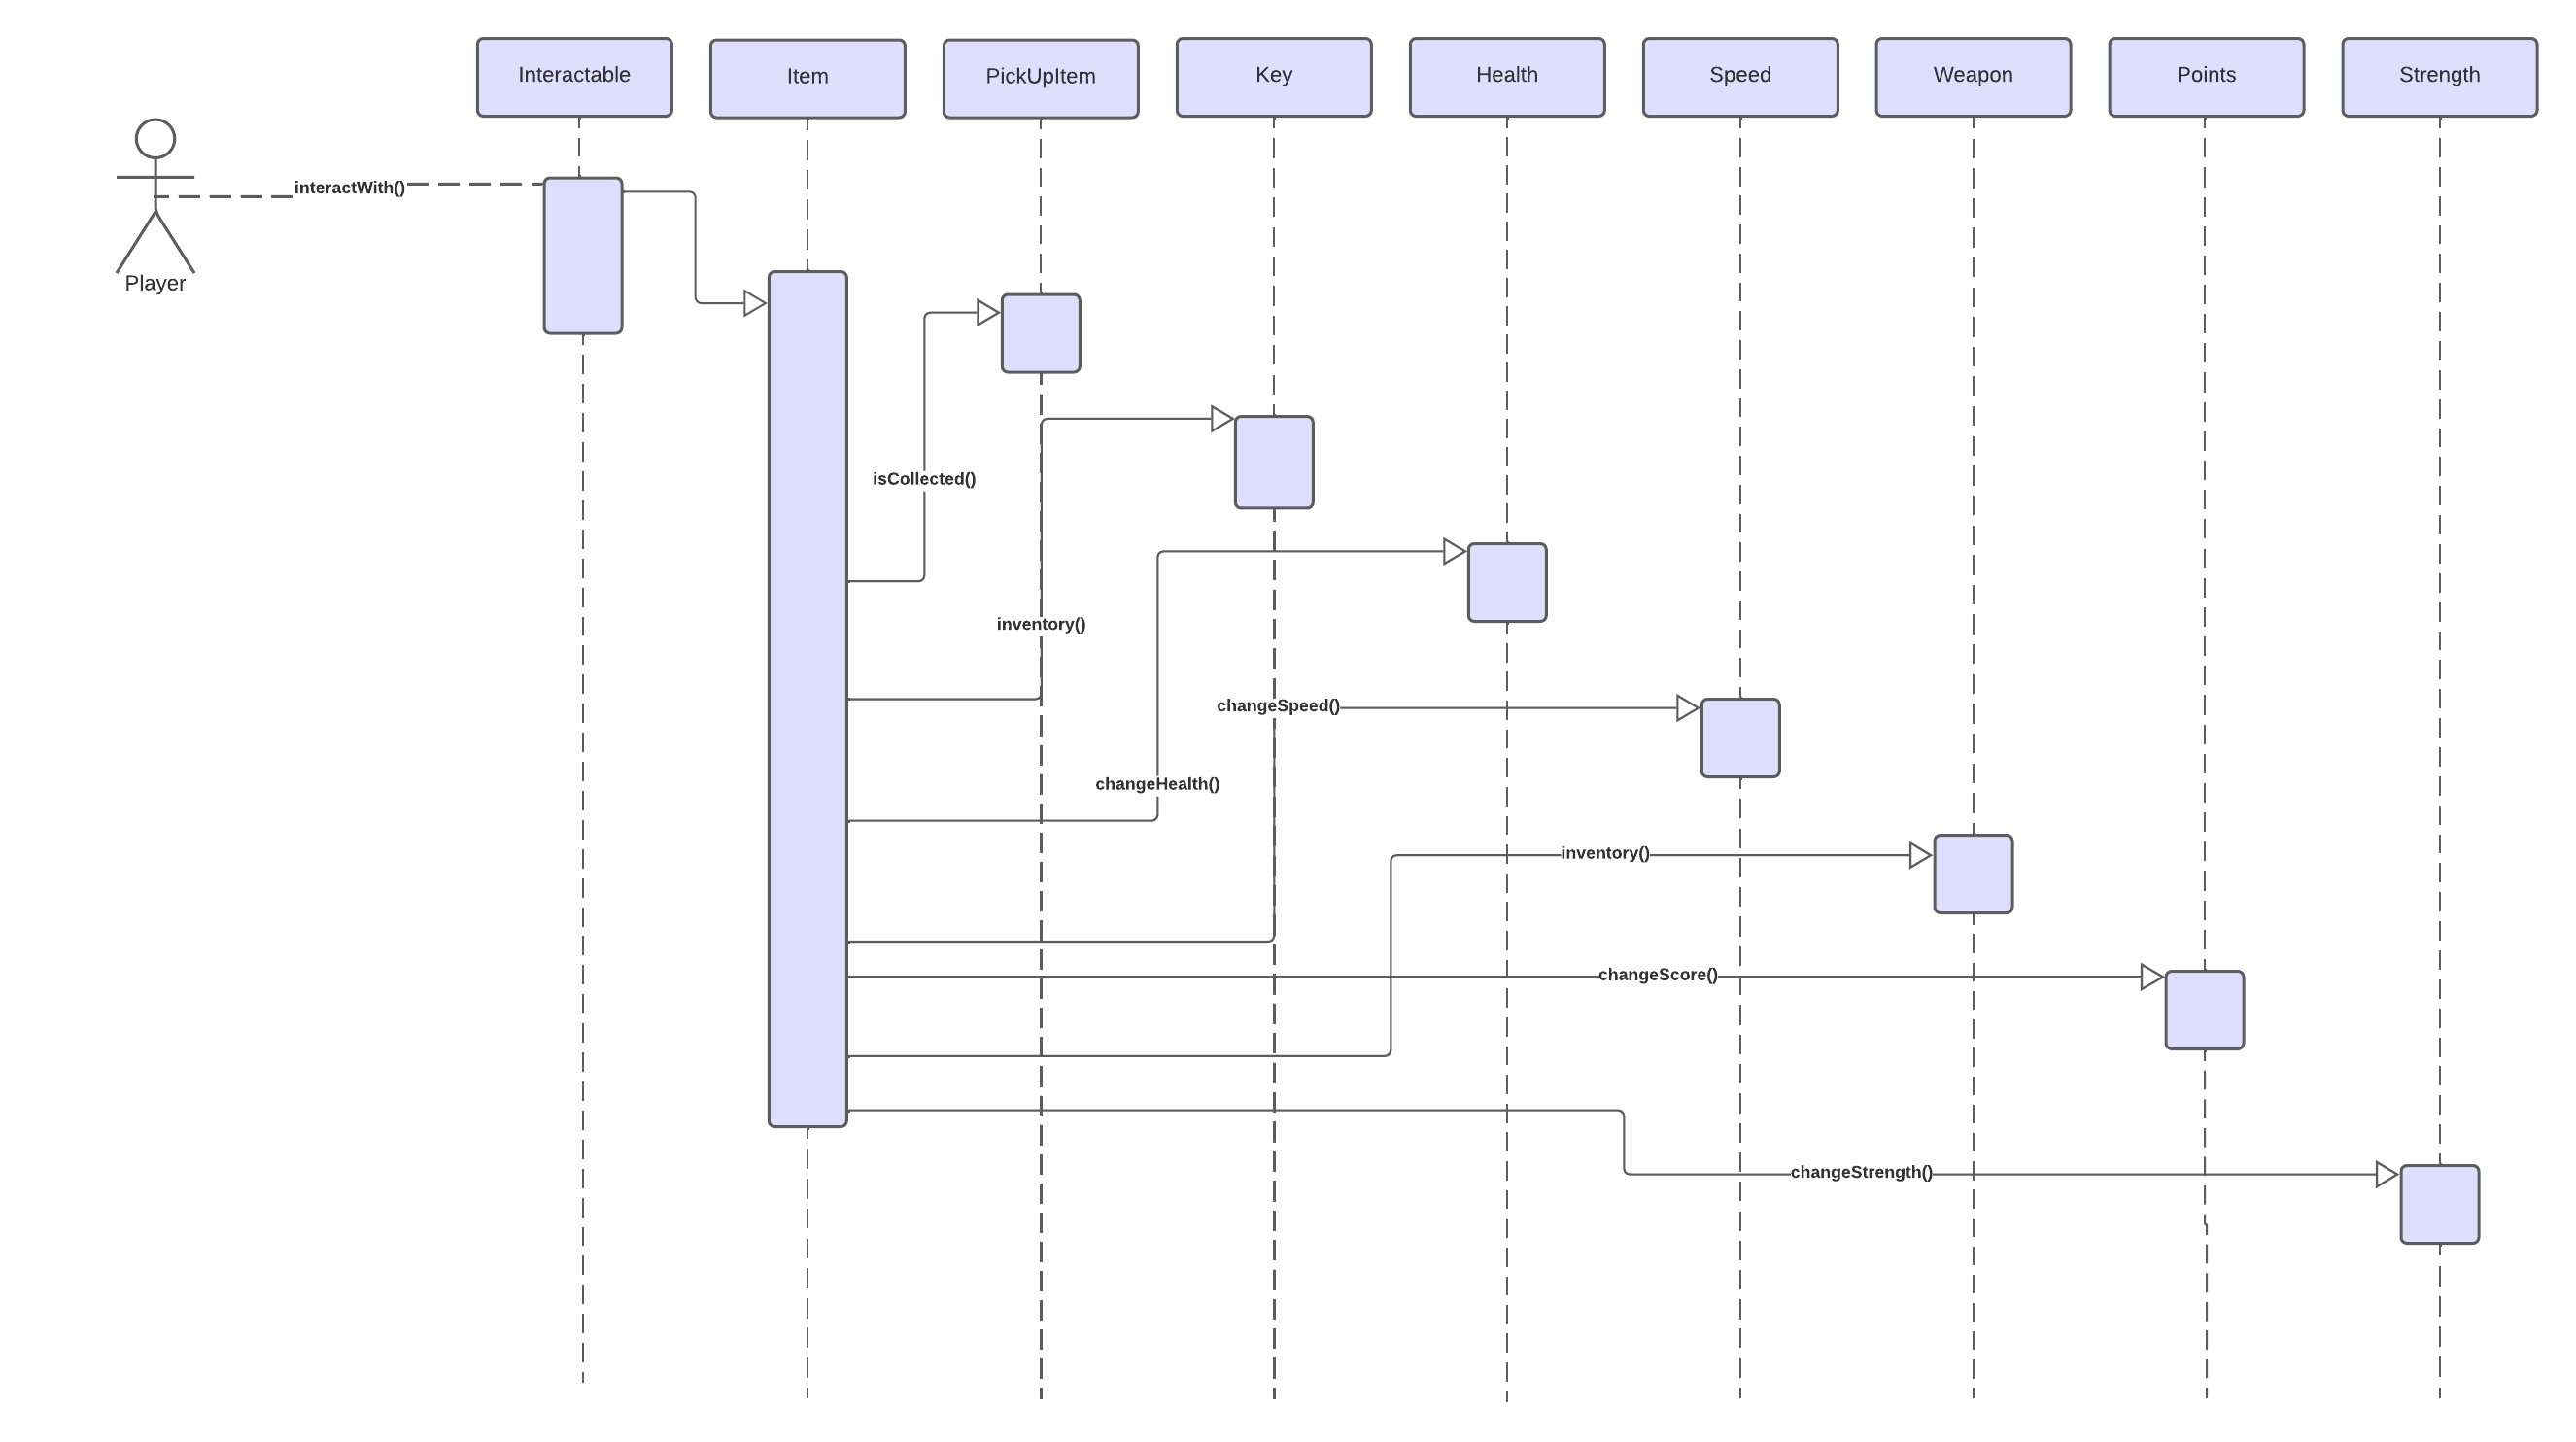 Interactable
Item
PickUpItem
Key
Health
Speed
Weapon
Points
Strength
interactWith()
Player
isCollected()
inventory()
changeSpeed()
changeHealth()
inventory()
changeScore()
changeStrength()